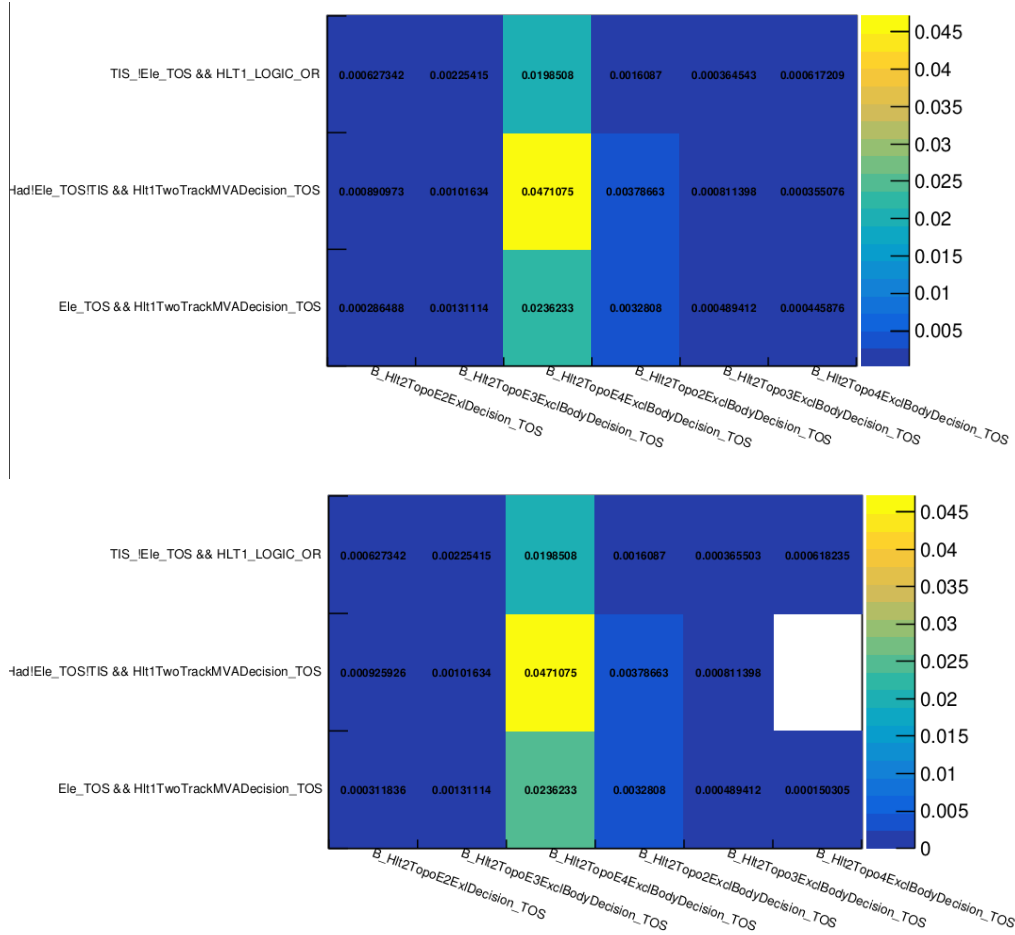 TIS_!Ele_TOS && HLT1_LOGIC_OR 0.000627342 0.00225415 0.0198508 0.0016087 0.000364543 0.000617209
Had!Ele_TOS!TIS && Hlt1TwoTrackMVADecision_TOS 0.000890973 0.00101634 0.0471075 0.00378663 0.000811398 0.000355076
Ele_TOS && Hlt1TwoTrackMVADecision_TOS 0.000286488 0.00131114 0.0236233 0.0032808 0.000489412 0.000445876
B_Hlt2TopoE2ExlDecision_TOS
B_Hlt2TopoE3ExclBodyDecision_TOS
B_Hlt2TopoE4ExclBodyDecision_TOS
B_Hlt2Topo2ExclBodyDecision_TOS
B_Hlt2Topo3ExclBodyDecision_TOS
B_Hlt2Topo4ExclBodyDecision_TOS
0.045
0.04
0.035
0.03
0.025
0.02
0.015
0.01
0.005
TIS_!Ele_TOS && HLT1_LOGIC_OR 0.000627342 0.00225415 0.0198508 0.0016087 0.000365503 0.000618235
Had!Ele_TOS!TIS && Hlt1TwoTrackMVADecision_TOS 0.000925926 0.00101634 0.0471075 0.00378663 0.000811398
Ele_TOS && Hlt1TwoTrackMVADecision_TOS 0.000311836 0.00131114 0.0236233 0.0032808 0.000489412 0.000150305
B_Hlt2TopoE2ExlDecision_TOS
B_Hlt2TopoE3ExclBodyDecision_TOS
B_Hlt2TopoE4ExclBodyDecision_TOS
B_Hlt2Topo2ExclBodyDecision_TOS
B_Hlt2Topo3ExclBodyDecision_TOS
B_Hlt2Topo4ExclBodyDecision_TOS
0.045
0.04
0.035
0.03
0.025
0.02
0.015
0.01
0.005
0